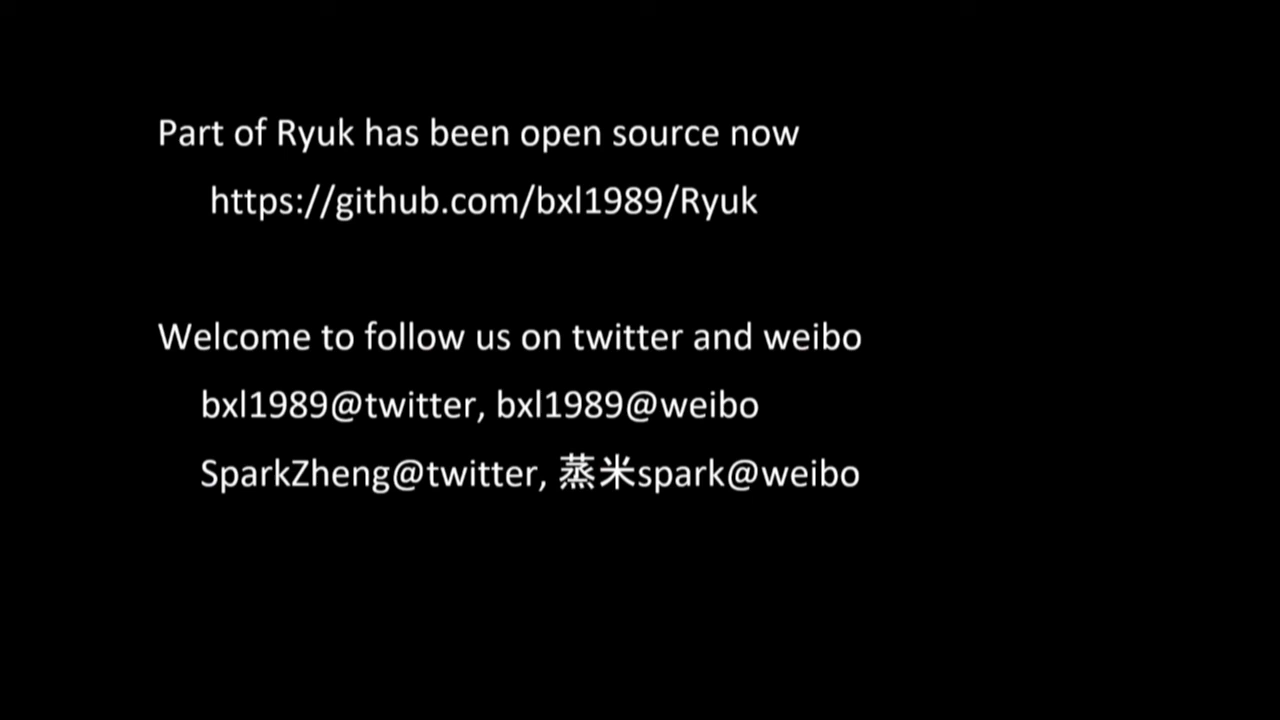 Part of Ryuk has been open source now
https://github.com/bxl1989/Ryuk
Welcome to follow us on twitter and weibo
bxl1989@twitter, bxl1989@weibo
SparkZheng@twitter, 蒸米spark@weibo